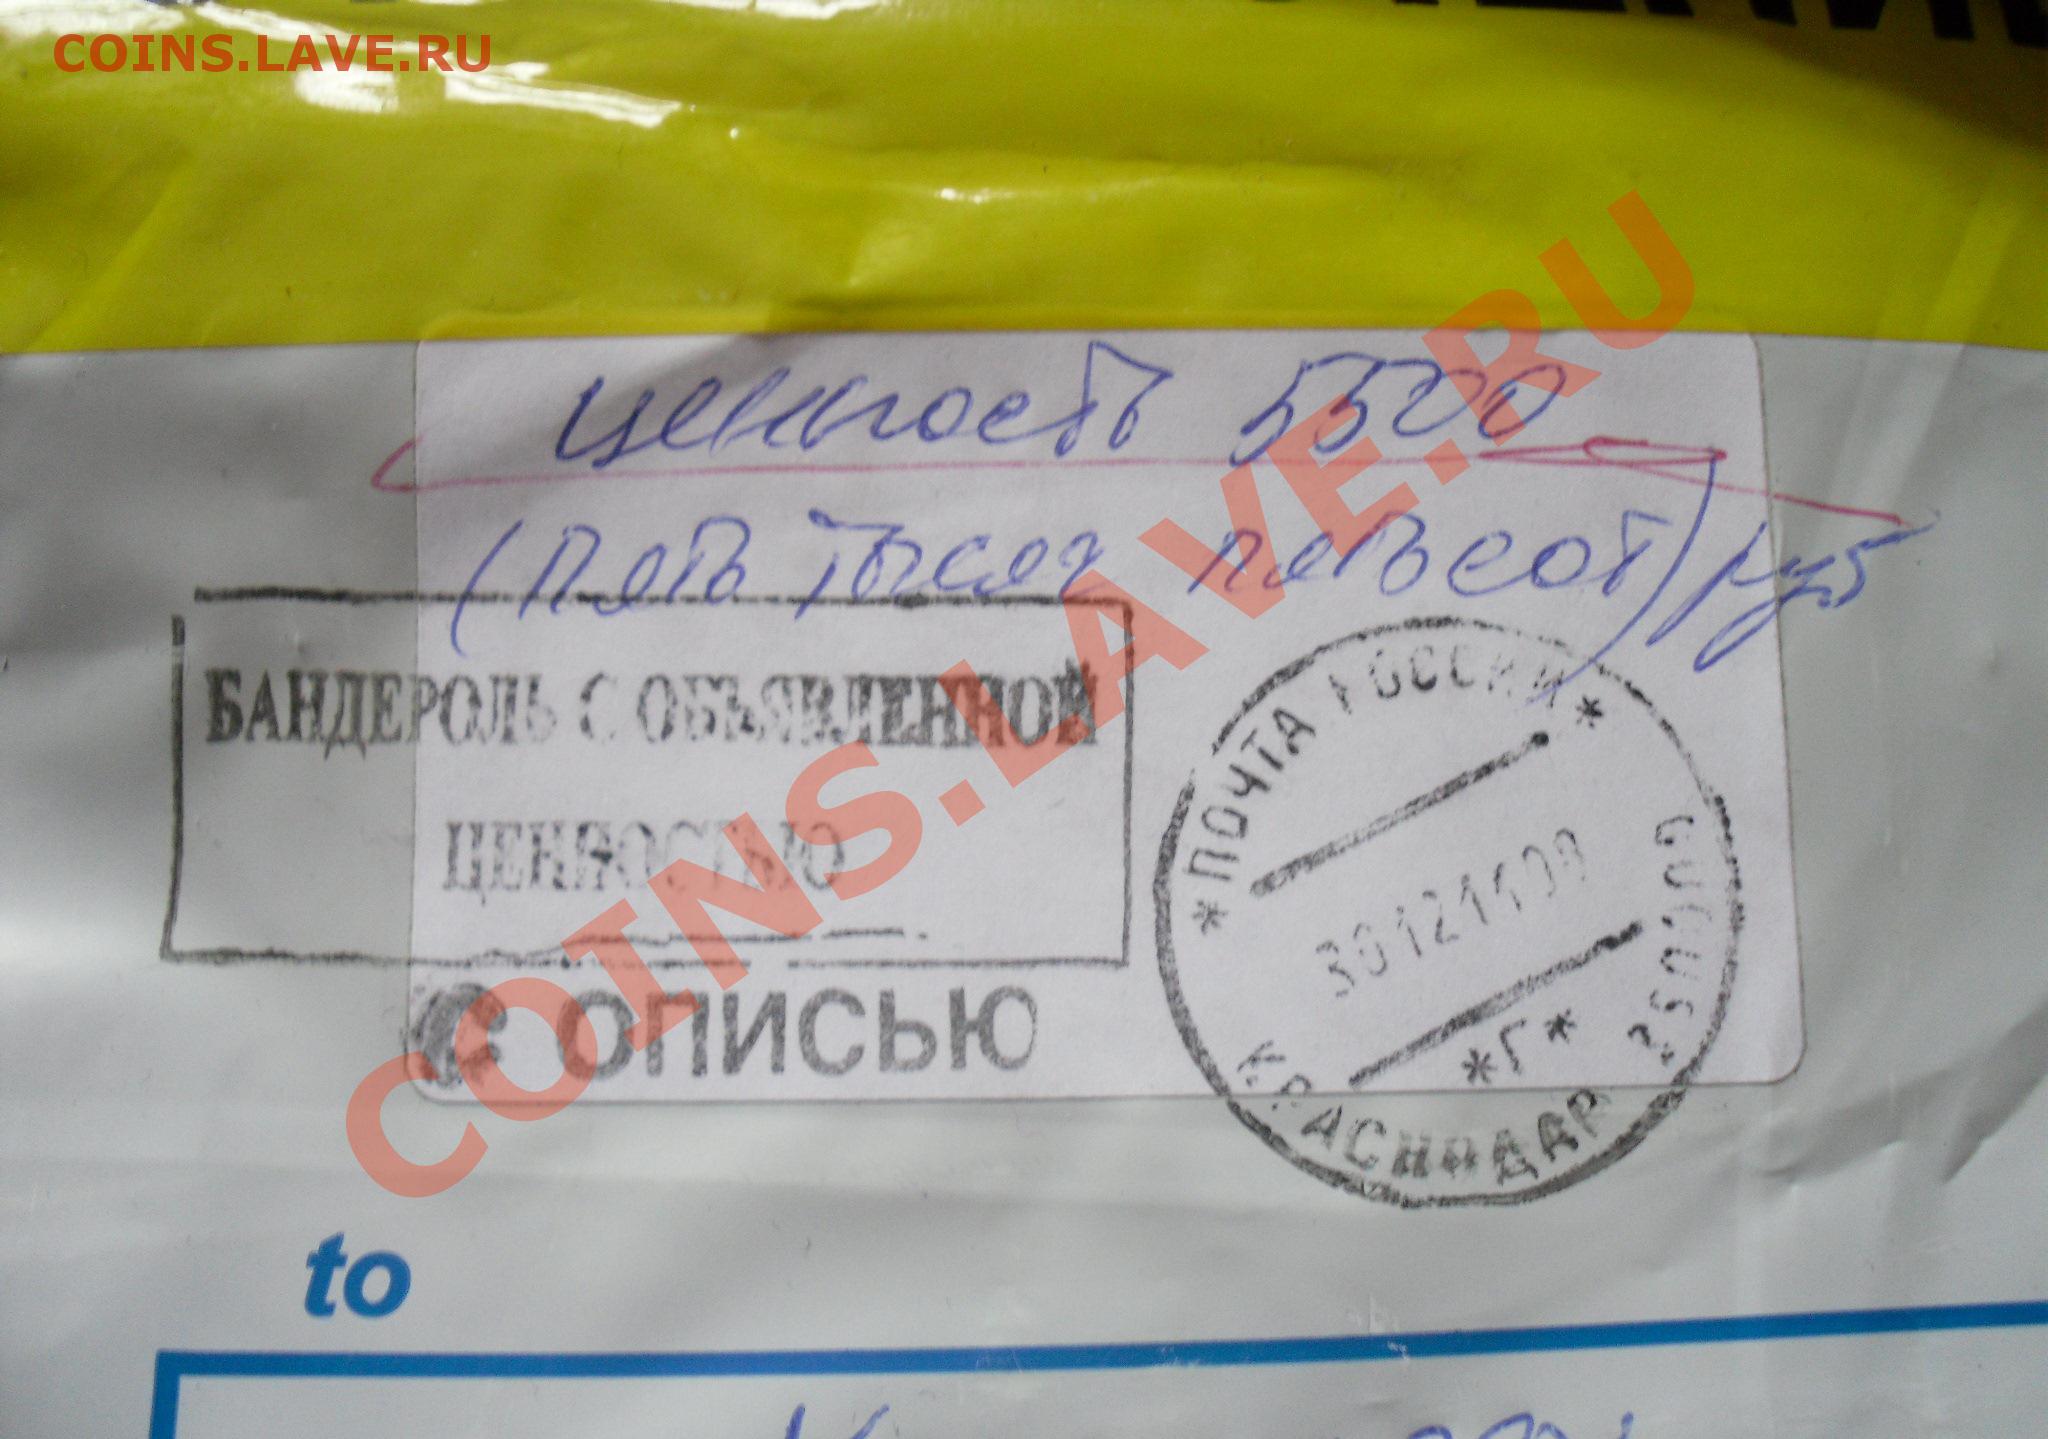 COINS.LAVE.RU
ценность 5500
(пять тысяч пятьсот) руб
БАНДЕРОЛЬ С ОБЪЯВЛЕННОЙ
ЦЕННОСТЬЮ
С ОПИСЬЮ
*ПОЧТА РОССИИ*
30121109
*Г*
КРАСНОДАР
COINS.LAVE.RU
to